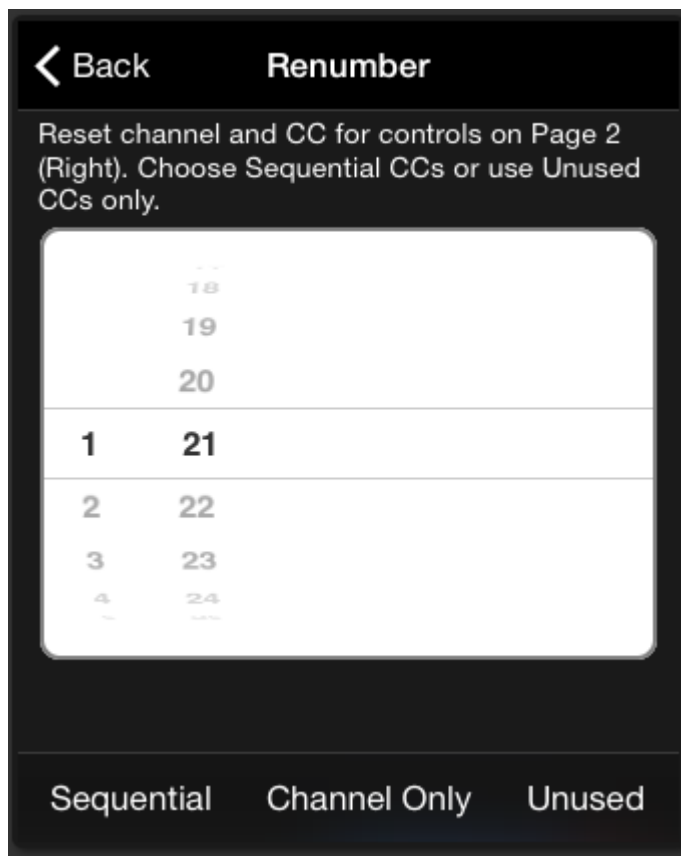 Back Renumber
Reset channel and CC for controls on Page 2
(Right). Choose Sequential CCs or use Unused
CCs only.
18
19
20
1 21
2 22
3 23
4 24
Sequential Channel Only Unused